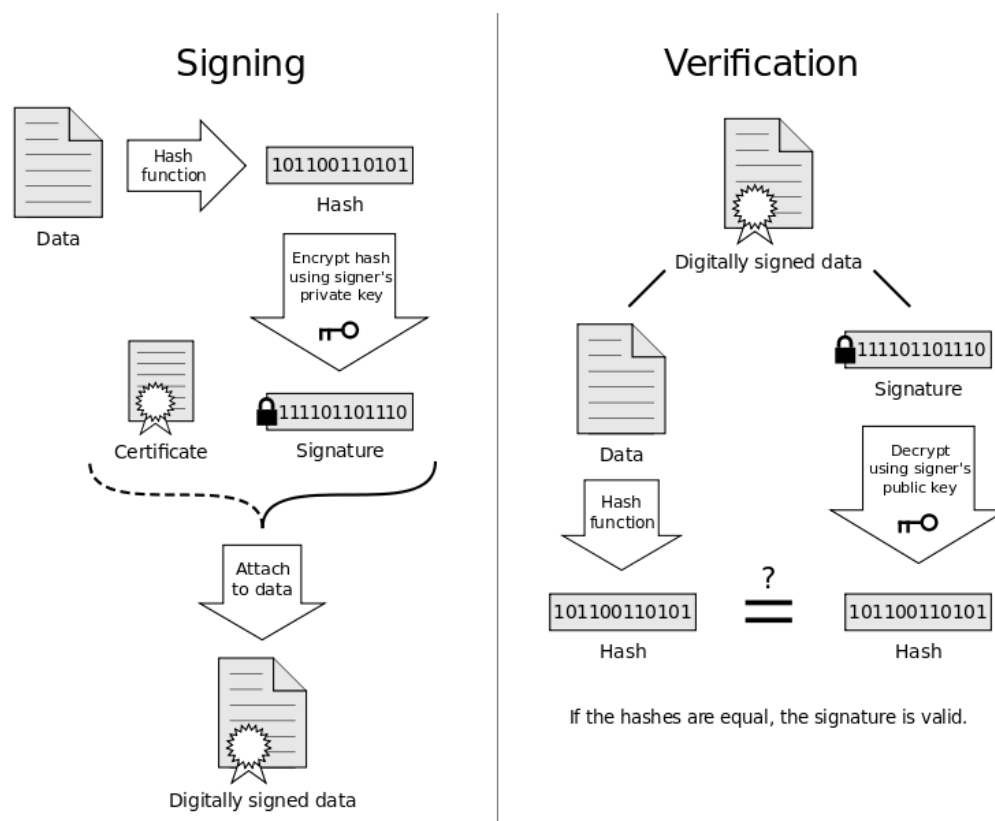 Signing
Hash
function
101100110101
Hash
Data
Encrypt hash
using signer's
private key
111101101110
Certificate
Signature
Attach
to data
Digitally signed data
Verification
Digitally signed data
111101101110
Signature
Data
Hash
function
Decrypt
using signer's
public key
101100110101
?
=
101100110101
Hash
Hash
If the hashes are equal, the signature is valid.